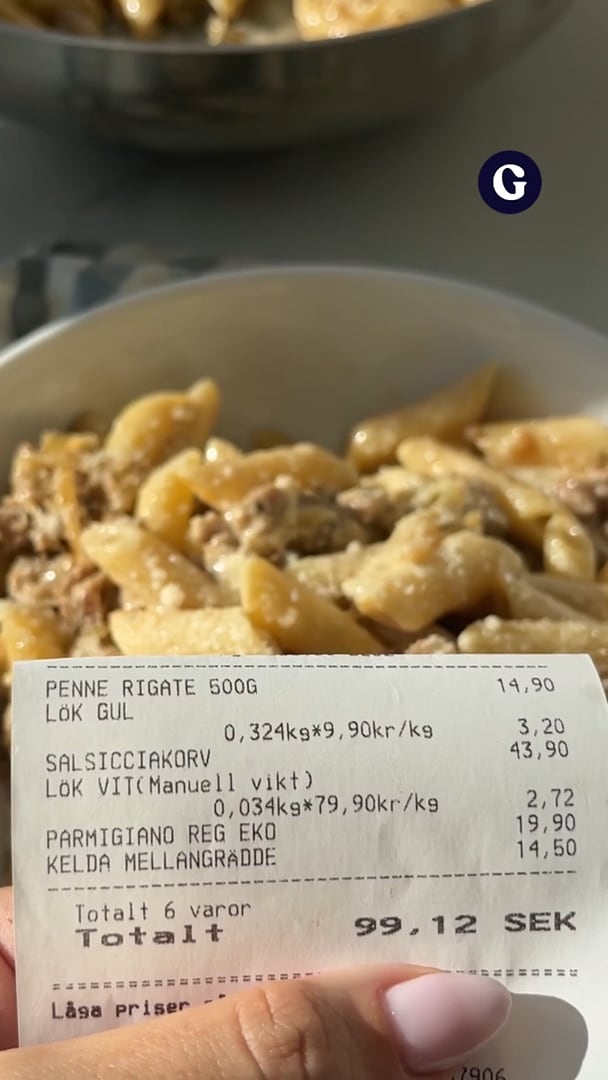 G
PENNE RIGATE 500G 14,90
LöK GUL
0,324kg*9,90kr/kg 3,20
SALSICCIAKORV 43,90
LöK VIT(Manuell vikt)
0,034kg*79,90kr/kg 2,72
PARMIGIANO REG EKO 19,90
KELDA MELLANGRÄDDE 14,50
Totalt 6 varor
Totalt 99,12 SEK
Låga priser